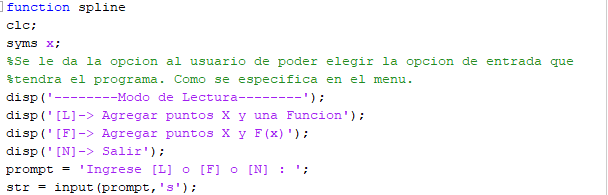 function spline
clc;
syms x;
%Se le da la opcion al usuario de poder elegir la opcion de entrada que
%tendra el programa. Como se especifica en el menu.
disp('--------Modo de Lectura--------');
disp('[L]-> Agregar puntos X y una Funcion');
disp('[F]-> Agregar puntos X y F(x)');
disp('[N]-> Salir');
prompt = 'Ingrese [L] o [F] o [N] : ';
str = input(prompt,'s');